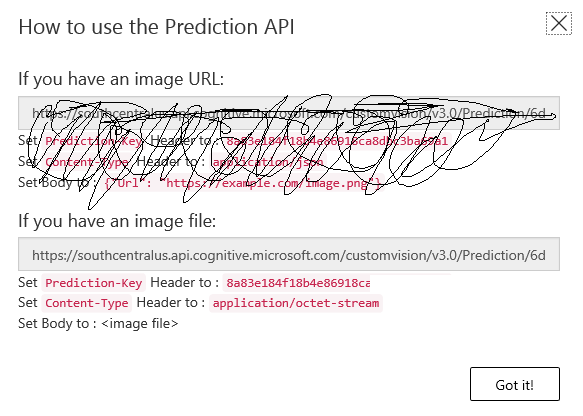 How to use the Prediction API
If you have an image URL:
https://southcentralus.api.cognitive.microsoft.com/customvision/v3.0/Prediction/6d
Set Prediction-Key Header to :
Set Content-Type Header to : application/json
Set Body to : {"Url": "https://example.com/image.png"}
If you have an image file:
https://southcentralus.api.cognitive.microsoft.com/customvision/v3.0/Prediction/6d
Set Prediction-Key Header to : 8a83e184f18b4e86918ca
Set Content-Type Header to : application/octet-stream
Set Body to : <image file>
Got it!